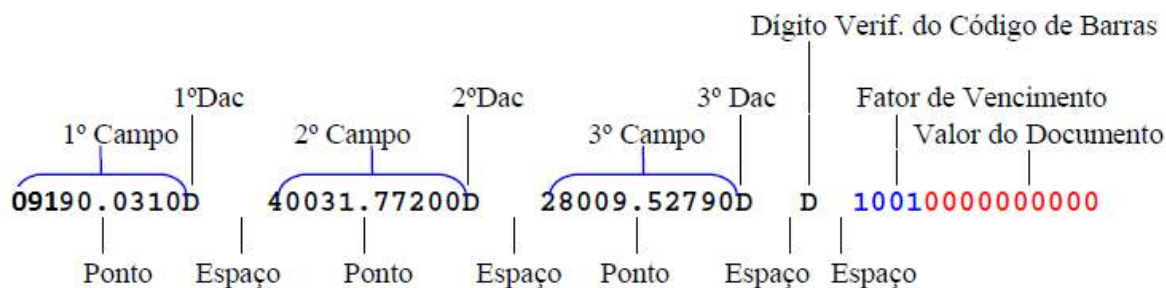 Dígito Verif. do Código de Barras
1ºDac 2ºDac 3º Dac Fator de Vencimento
1º Campo 2º Campo 3º Campo Valor do Documento
09190.0310D 40031.77200D 28009.52790D D 10010000000000
Ponto Espaço Ponto Espaço Ponto Espaço Espaço